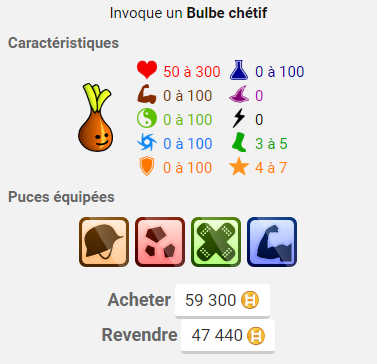 Invoque un Bulbe chétif
Caractéristiques
50 à 300 0 à 100
0 à 100 0
0 à 100 0
0 à 100 3 à 5
0 à 100 4 à 7
Puces équipées
Acheter 59 300
Revendre 47 440